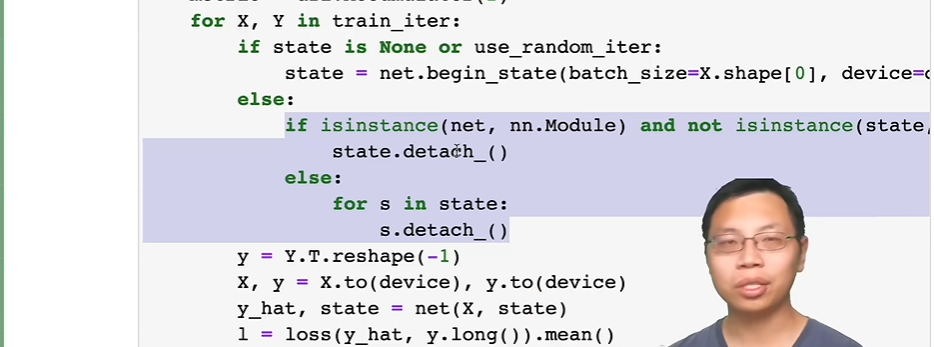 for X, Y in train_iter:
if state is None or use_random_iter:
state = net.begin_state(batch_size=X.shape[0], device=
else:
if isinstance(net, nn.Module) and not isinstance(state,
state.detach_()
else:
for s in state:
s.detach_()
y = Y.T.reshape(-1)
X, y = X.to(device), y.to(device)
y_hat, state = net(X, state)
l = loss(y_hat, y.long()).mean()